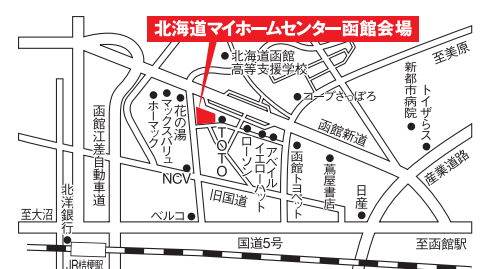 北海道マイホームセンター函館会場
北海道函館
高等支援学校
至美原
コープさっぽろ
トイザらス
新都市病院
函館新道
産業道路
花の湯
マックスバリュ
ホーマック
函館江差自動車道
TOTO
アベイル
イエローハット
ローソン
函館トヨペット
蔦屋書店
日産
NCV
旧国道
ベルコ
北洋銀行
至大沼
国道5号
至函館駅
JR桔梗駅